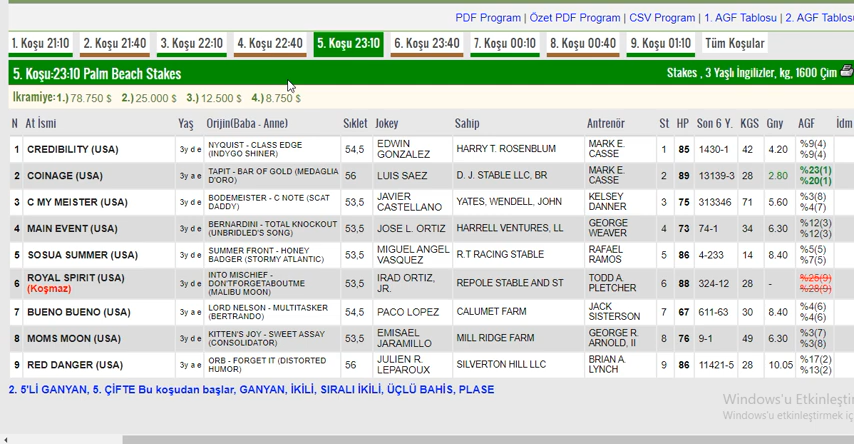 PDF Program | Özet PDF Program | CSV Program | 1. AGF Tablosu | 2. AGF Tablosu
1. Koşu 21:10 2. Koşu 21:40 3. Koşu 22:10 4. Koşu 22:40 5. Koşu 23:10 6. Koşu 23:40 7. Koşu 00:10 8. Koşu 00:40 9. Koşu 01:10 Tüm Koşular
5. Koşu:23:10 Palm Beach Stakes Stakes , 3 Yaşlı İngilizler, kg, 1600 Çim
Ikramiye:1.) 78.750 $ 2.) 25.000 $ 3.) 12.500 $ 4.) 8.750 $
N At İsmi Yaş Orijin(Baba - Anne) Sıklet Jokey Sahip Antrenör St HP Son 6 Y. KGS Gny AGF İdm
1 CREDIBILITY (USA) 3y d e NYQUIST - CLASS EDGE (INDYGO SHINER) 54,5 EDWIN GONZALEZ HARRY T. ROSENBLUM MARK E. CASSE 1 85 1430-1 42 4.20 %9(4) %9(4)
2 COINAGE (USA) 3y a e TAPIT - BAR OF GOLD (MEDAGLIA D'ORO) 56 LUIS SAEZ D. J. STABLE LLC, BR MARK E. CASSE 2 89 13139-3 28 2.80 %23(1) %20(1)
3 C MY MEISTER (USA) 3y d e BODEMEISTER - C NOTE (SCAT DADDY) 53,5 JAVIER CASTELLANO YATES, WENDELL, JOHN KELSEY DANNER 3 75 313346 71 5.60 %3(8) %4(7)
4 MAIN EVENT (USA) 3y d e BERNARDINI - TOTAL KNOCKOUT (UNBRIDLED'S SONG) 53,5 JOSE L. ORTIZ HARRELL VENTURES, LL GEORGE WEAVER 4 73 74-1 34 6.30 %12(3) %12(3)
5 SOSUA SUMMER (USA) 3y d e SUMMER FRONT - HONEY BADGER (STORMY ATLANTIC) 53,5 MIGUEL ANGEL VASQUEZ R.T RACING STABLE RAFAEL RAMOS 5 86 4-233 14 8.40 %5(5) %7(5)
6 ROYAL SPIRIT (USA) (Koşmaz) 3y d e INTO MISCHIEF - DON'TFORGETABOUTME (MALIBU MOON) 53,5 IRAD ORTIZ, JR. REPOLE STABLE AND ST TODD A. PLETCHER 6 88 324-12 28 - %25(9) %28(9)
7 BUENO BUENO (USA) 3y a e LORD NELSON - MULTITASKER (BERTRANDO) 54,5 PACO LOPEZ CALUMET FARM JACK SISTERSON 7 67 611-63 30 8.40 %4(6) %4(6)
8 MOMS MOON (USA) 3y d e KITTEN'S JOY - SWEET ASSAY (CONSOLIDATOR) 53,5 EMISAEL JARAMILLO MILL RIDGE FARM GEORGE R. ARNOLD, II 8 76 9-1 49 6.30 %3(7) %3(8)
9 RED DANGER (USA) 3y a e ORB - FORGET IT (DISTORTED HUMOR) 56 JULIEN R. LEPAROUX SILVERTON HILL LLC BRIAN A. LYNCH 9 86 11421-5 28 10.05 %17(2) %13(2)
2. 5'Lİ GANYAN, 5. ÇİFTE Bu koşudan başlar, GANYAN, İKİLİ, SIRALI İKİLİ, ÜÇLÜ BAHİS, PLASE
Windows'u Etkinleştir
Windows'u etkinleştirmek iç